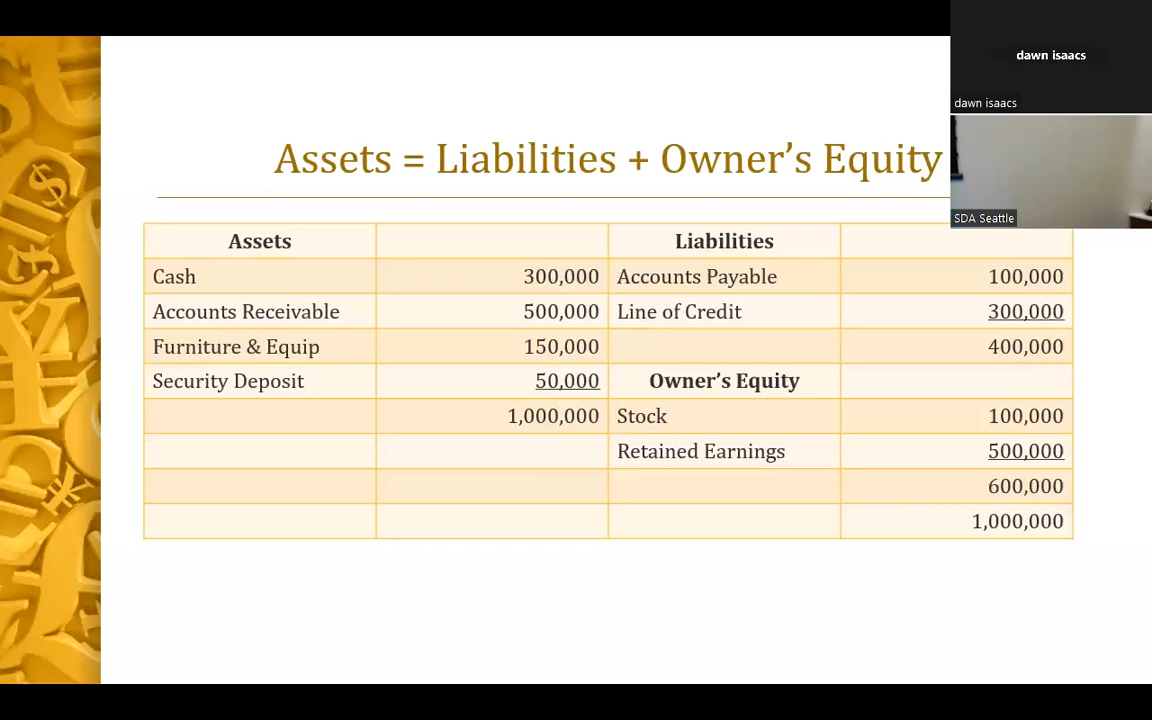 dawn isaacs
dawn isaacs
SDA Seattle
Assets = Liabilities + Owner’s Equity
Assets Liabilities
Cash 300,000 Accounts Payable 100,000
Accounts Receivable 500,000 Line of Credit 300,000
Furniture & Equip 150,000 400,000
Security Deposit 50,000 Owner’s Equity
1,000,000 Stock 100,000
Retained Earnings 500,000
600,000
1,000,000